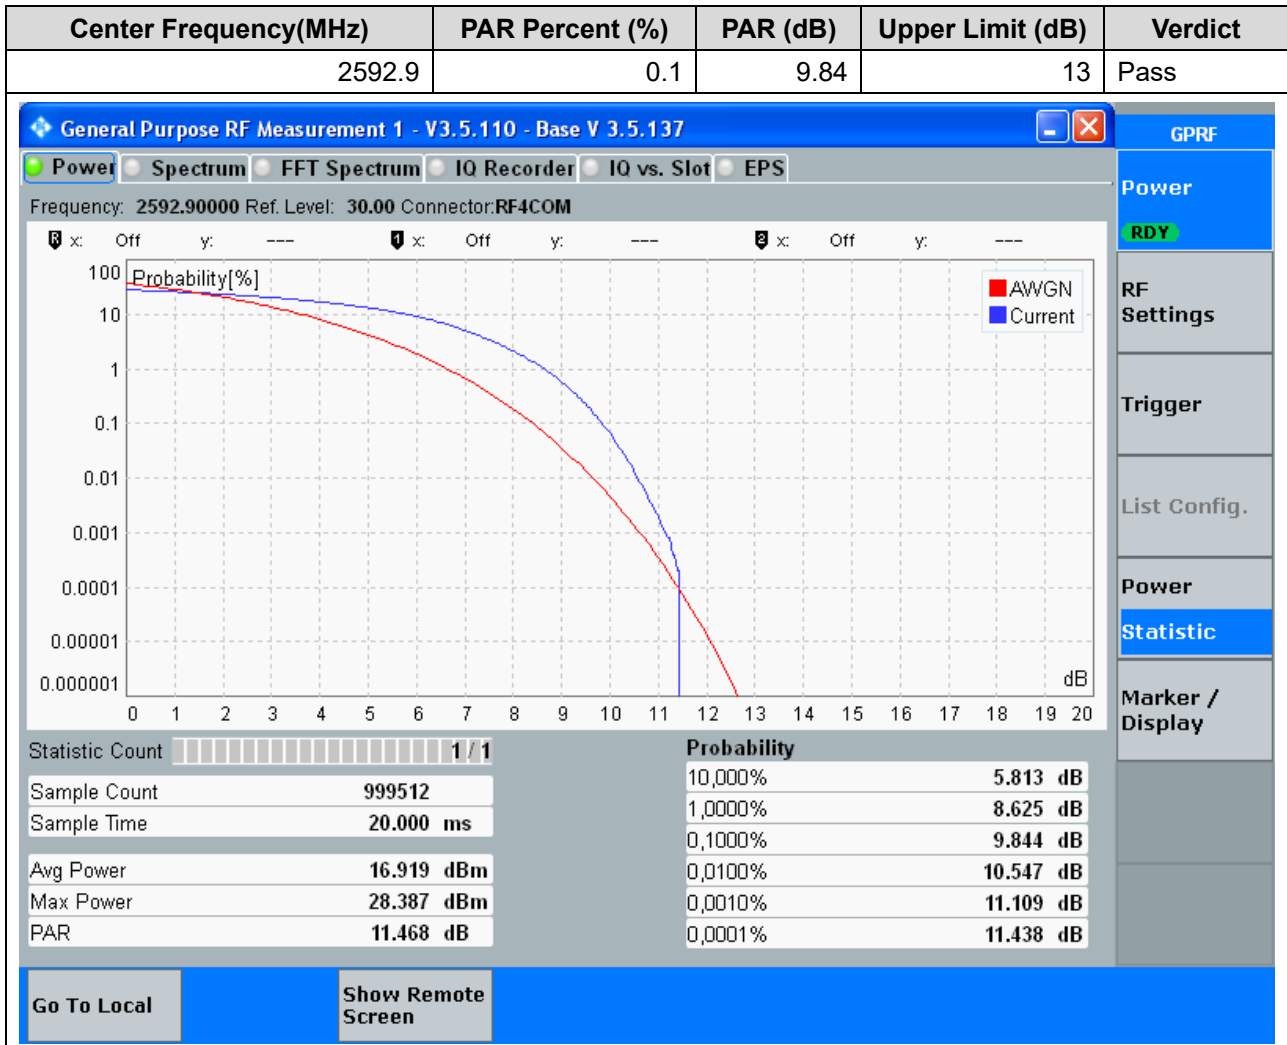 Center Frequency(MHz) PAR Percent (%) PAR (dB) Upper Limit (dB) Verdict
2592.9 0.1 9.84 13 Pass
General Purpose RF Measurement 1 - V3.5.110 - Base V 3.5.137
GPRF
Power Spectrum FFT Spectrum IQ Recorder IQ vs. Slot EPS
Frequency: 2592.90000 Ref. Level: 30.00 Connector:RF4COM
R x: Off y: --- 1 x: Off y: --- 2 x: Off y: ---
Probability[%]
AWGN
Current
100
10
1
0.1
0.01
0.001
0.0001
0.00001
0.000001
dB
0 1 2 3 4 5 6 7 8 9 10 11 12 13 14 15 16 17 18 19 20
Statistic Count 1 / 1
Sample Count 999512
Sample Time 20.000 ms
Avg Power 16.919 dBm
Max Power 28.387 dBm
PAR 11.468 dB
Probability
10,000% 5.813 dB
1,0000% 8.625 dB
0,1000% 9.844 dB
0,0100% 10.547 dB
0,0010% 11.109 dB
0,0001% 11.438 dB
Power
RDY
RF
Settings
Trigger
List Config.
Power
Statistic
Marker /
Display
Go To Local
Show Remote
Screen